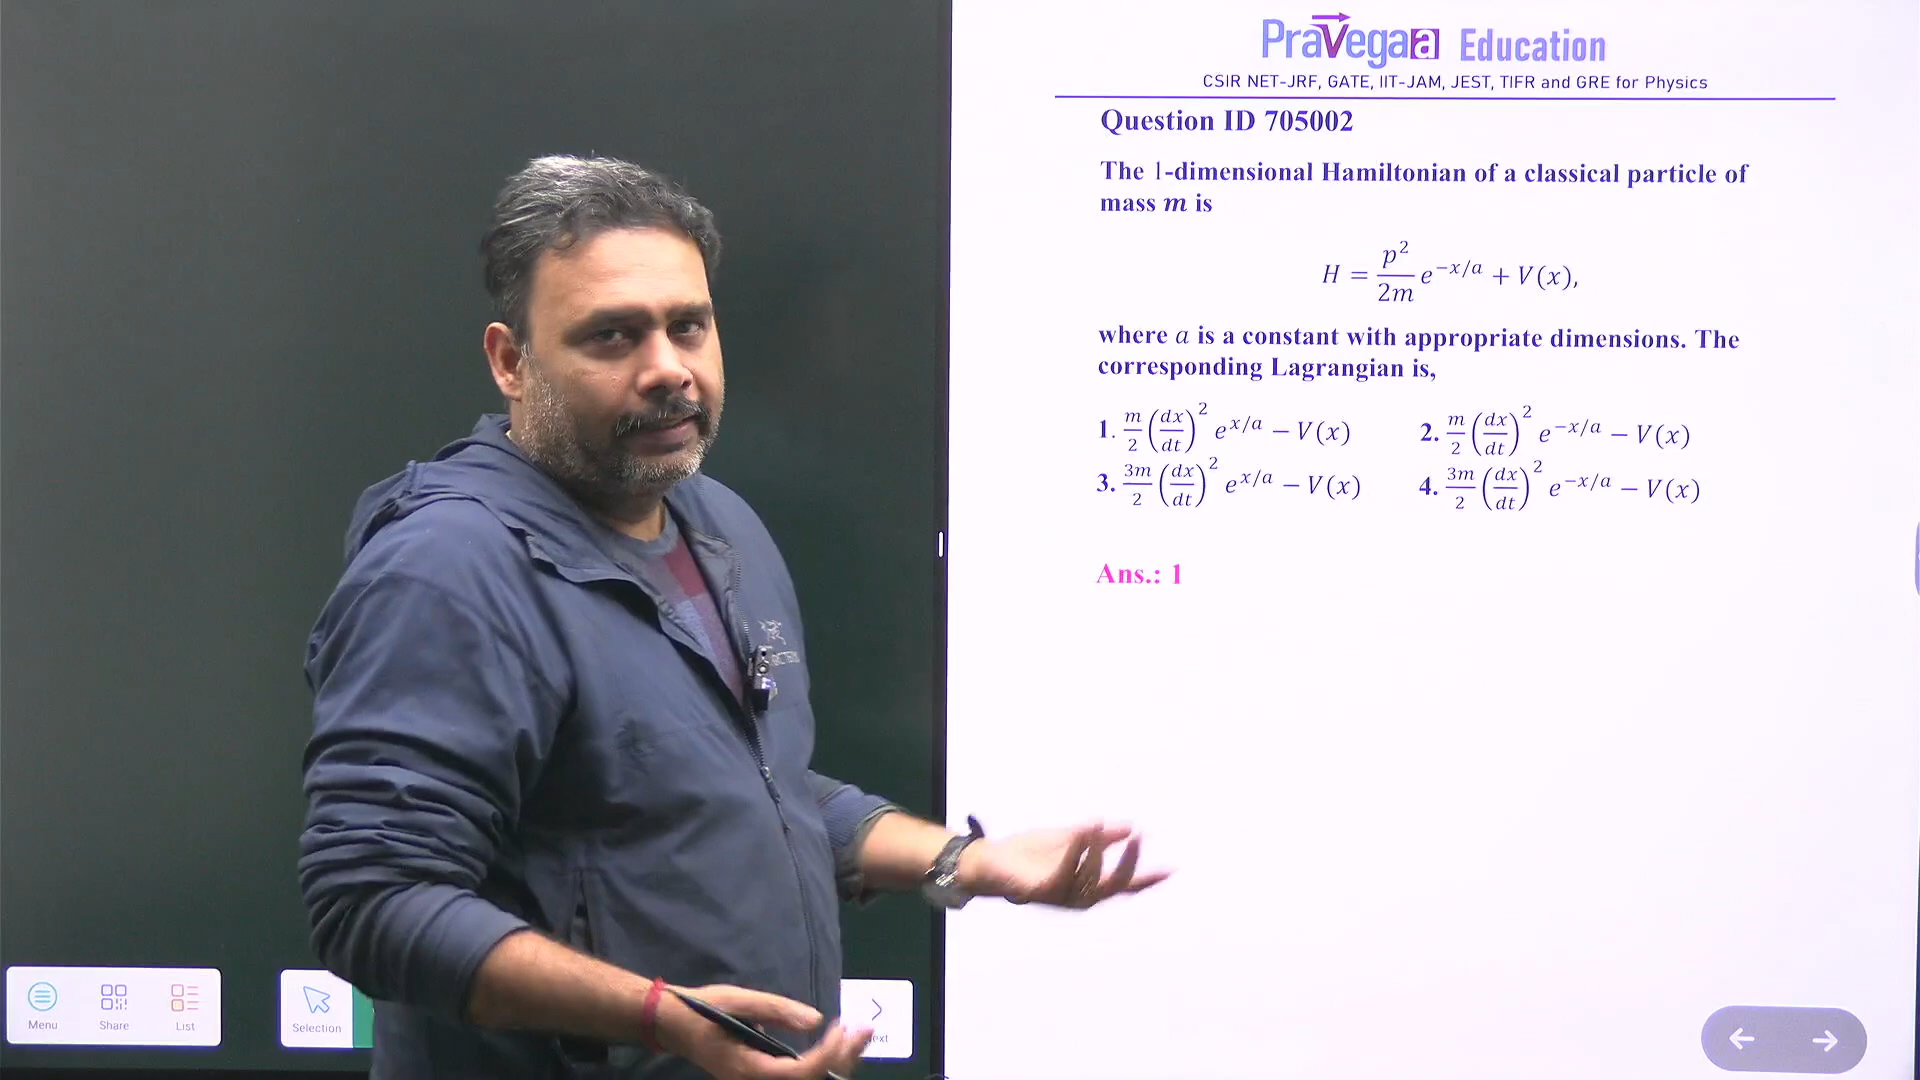 PraVegaa Education
CSIR NET-JRF, GATE, IIT-JAM, JEST, TIFR and GRE for Physics
Question ID 705002
The 1-dimensional Hamiltonian of a classical particle of
mass m is
H = p²/2m e^(−x/a) + V(x),
where a is a constant with appropriate dimensions. The
corresponding Lagrangian is,
1. m/2 (dx/dt)² e^(x/a) − V(x) 2. m/2 (dx/dt)² e^(−x/a) − V(x)
3. 3m/2 (dx/dt)² e^(x/a) − V(x) 4. 3m/2 (dx/dt)² e^(−x/a) − V(x)
Ans.: 1
Menu Share List Selection